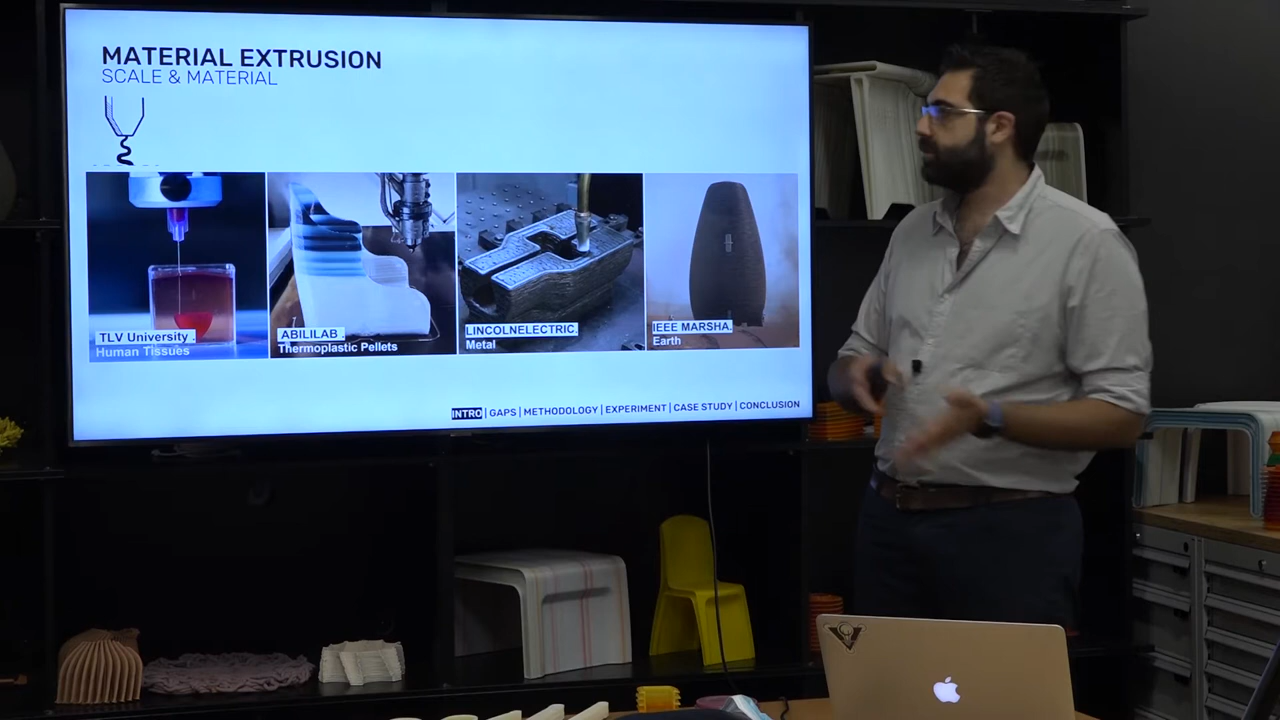 MATERIAL EXTRUSION
SCALE & MATERIAL
TLV University .
Human Tissues
ABILILAB
Thermoplastic Pellets
LINCOLNELECTRIC.
Metal
IEEE MARSHA.
Earth
INTRO | GAPS | METHODOLOGY | EXPERIMENT | CASE STUDY | CONCLUSION